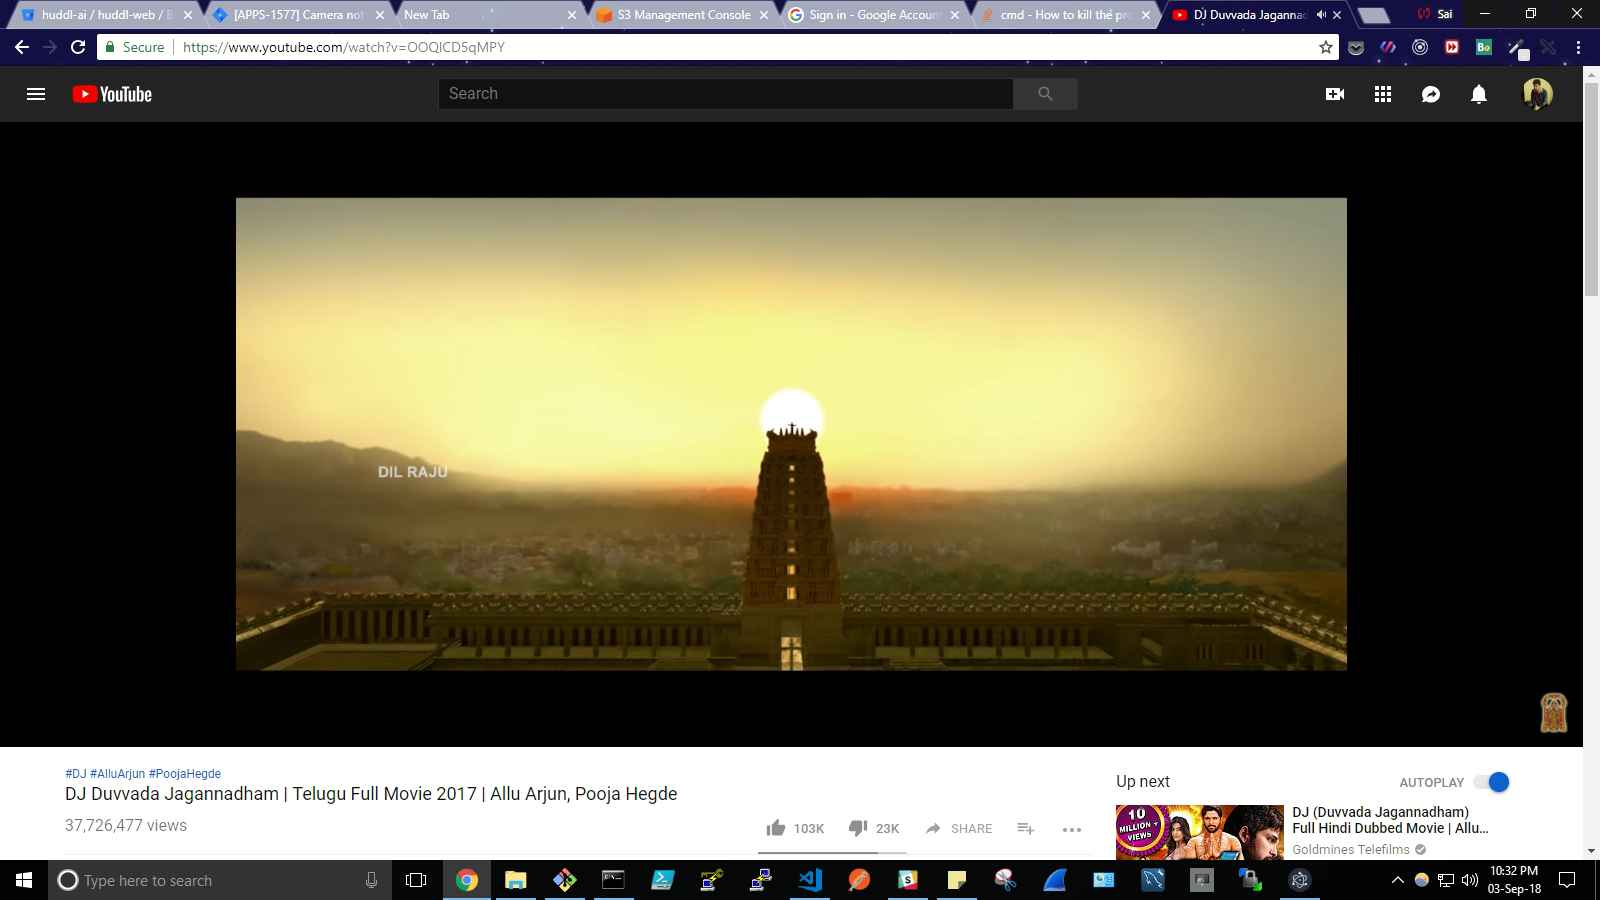 huddl-ai / huddl-web / B
[APPS-1577] Camera not
New Tab
S3 Management Console
Sign in - Google Accoun
cmd - How to kill the pro
DJ Duvvada Jagannad
Sai
Secure
https://www.youtube.com/watch?v=OOQICD5qMPY
YouTube
Search
DIL RAJU
#DJ #AlluArjun #PoojaHegde
DJ Duvvada Jagannadham | Telugu Full Movie 2017 | Allu Arjun, Pooja Hegde
37,726,477 views
103K
23K
SHARE
Up next
AUTOPLAY
10
MILLION +
VIEWS
DJ (Duvvada Jagannadham)
Full Hindi Dubbed Movie | Allu...
Goldmines Telefilms
Type here to search
10:32 PM
03-Sep-18